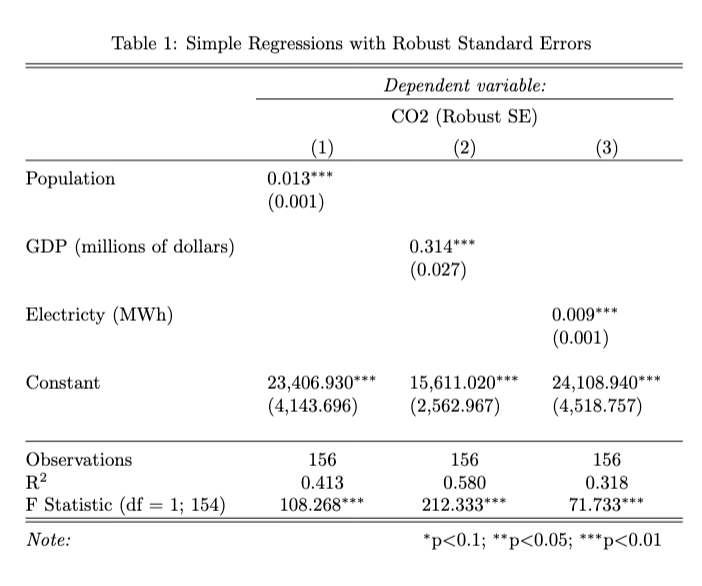 Table 1: Simple Regressions with Robust Standard Errors
Dependent variable:
CO2 (Robust SE)
(1) (2) (3)
Population 0.013***
(0.001)
GDP (millions of dollars) 0.314***
(0.027)
Electricty (MWh) 0.009***
(0.001)
Constant 23,406.930*** 15,611.020*** 24,108.940***
(4,143.696) (2,562.967) (4,518.757)
Observations 156 156 156
R² 0.413 0.580 0.318
F Statistic (df = 1; 154) 108.268*** 212.333*** 71.733***
Note: *p<0.1; **p<0.05; ***p<0.01